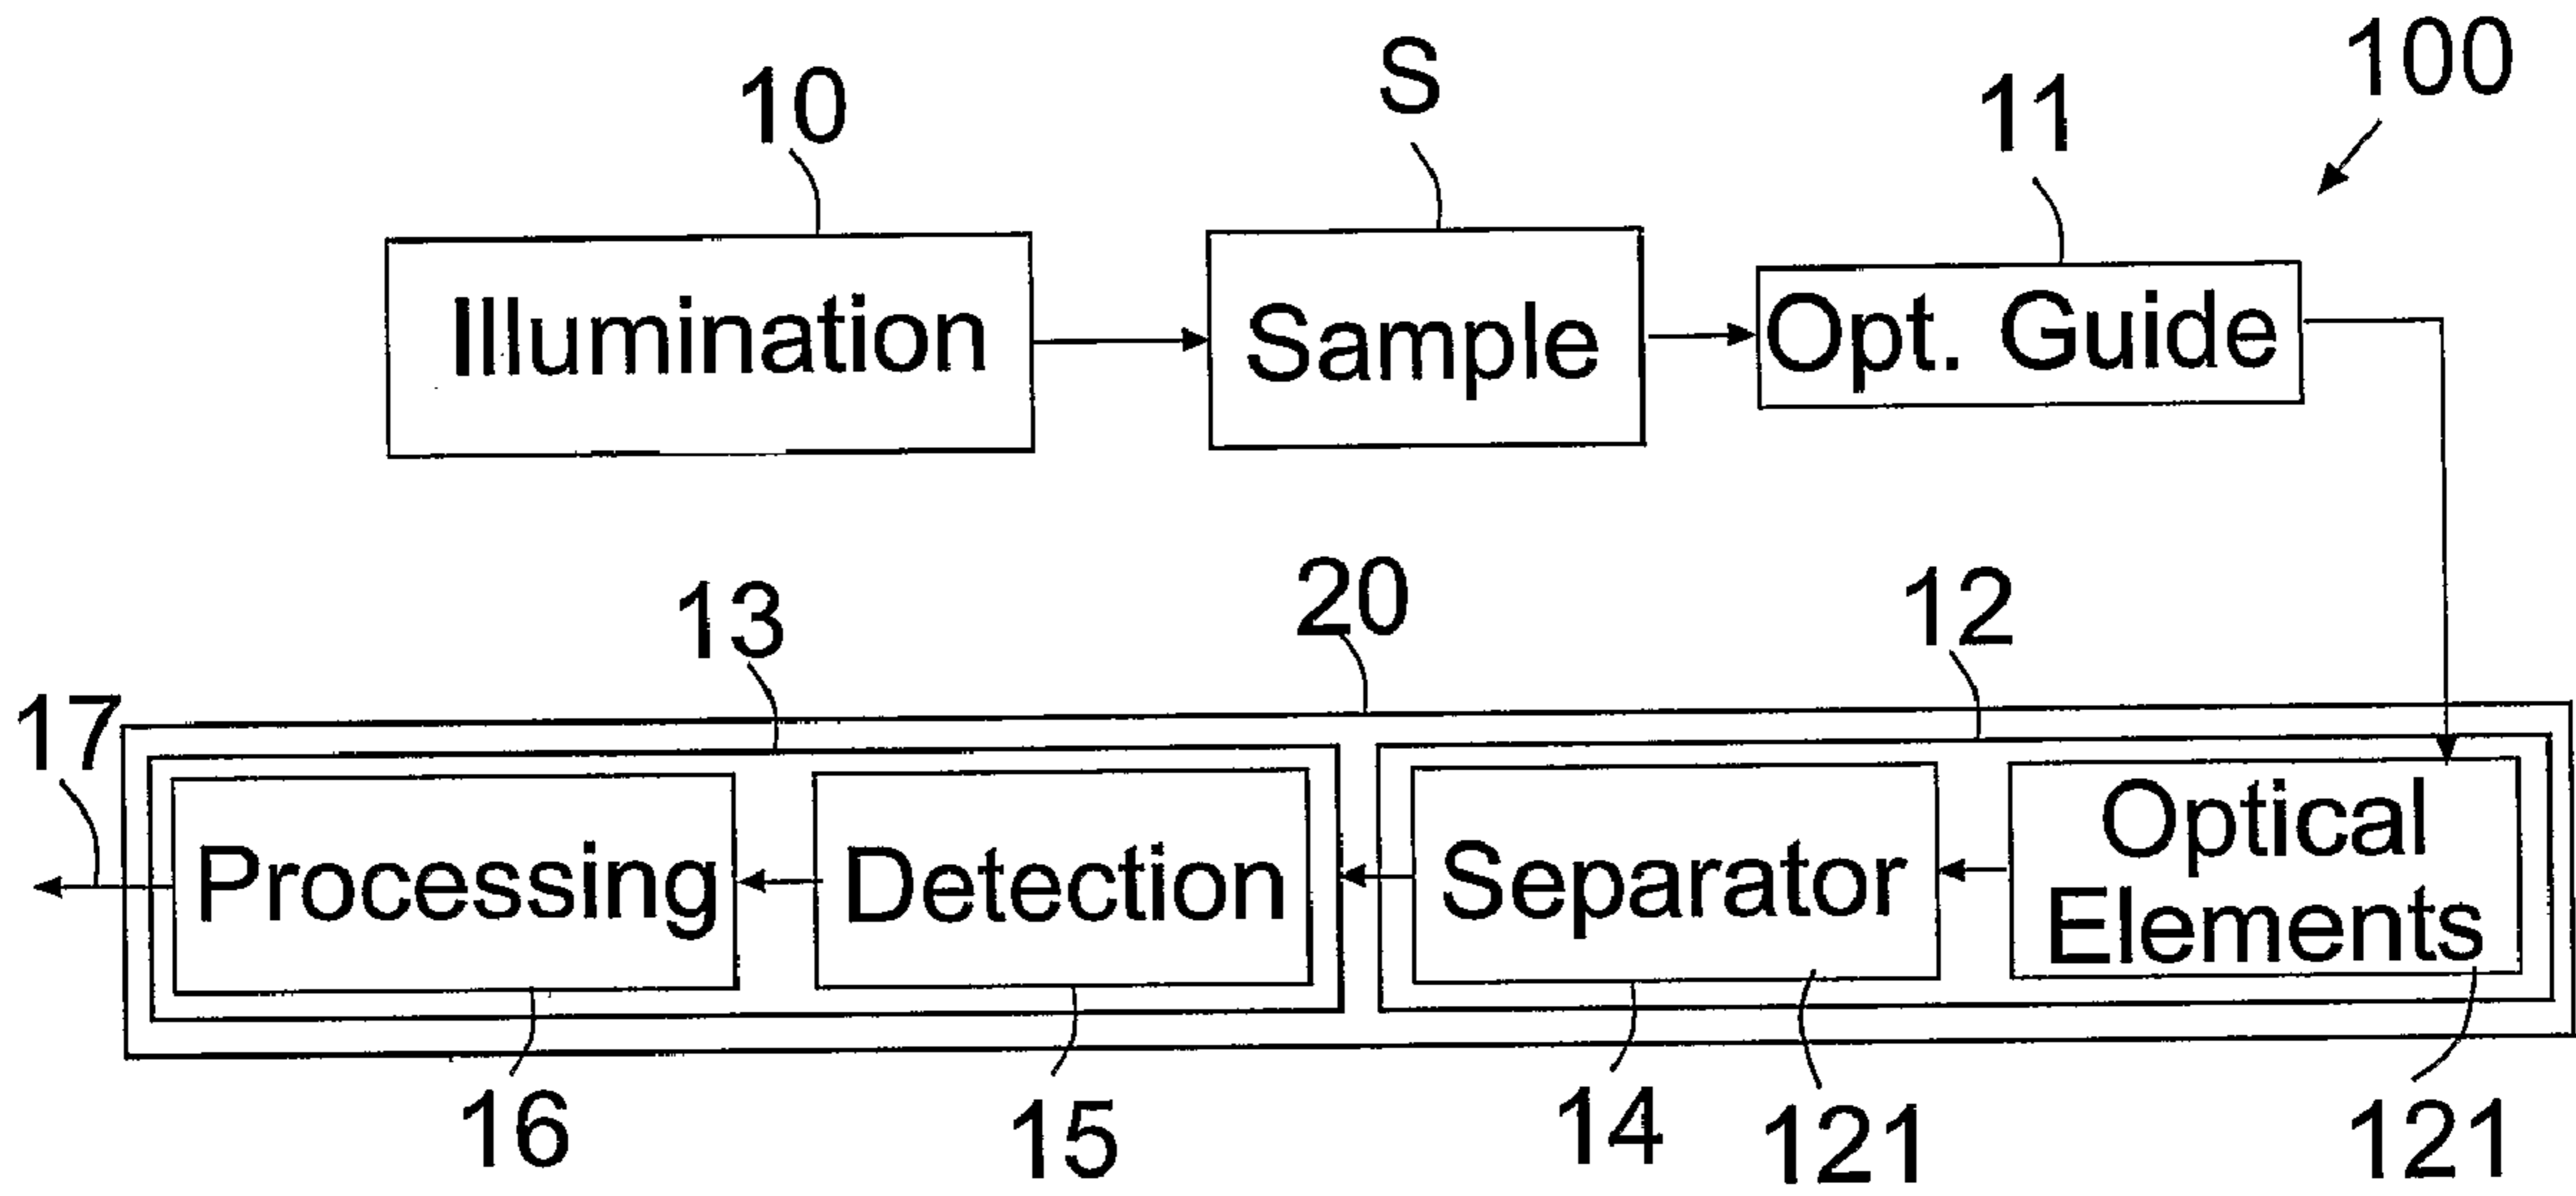 10
S
11
100
Illumination
Sample
Opt. Guide
17
13
20
12
Processing
Detection
Separator
Optical
Elements
16
15
14
121
121